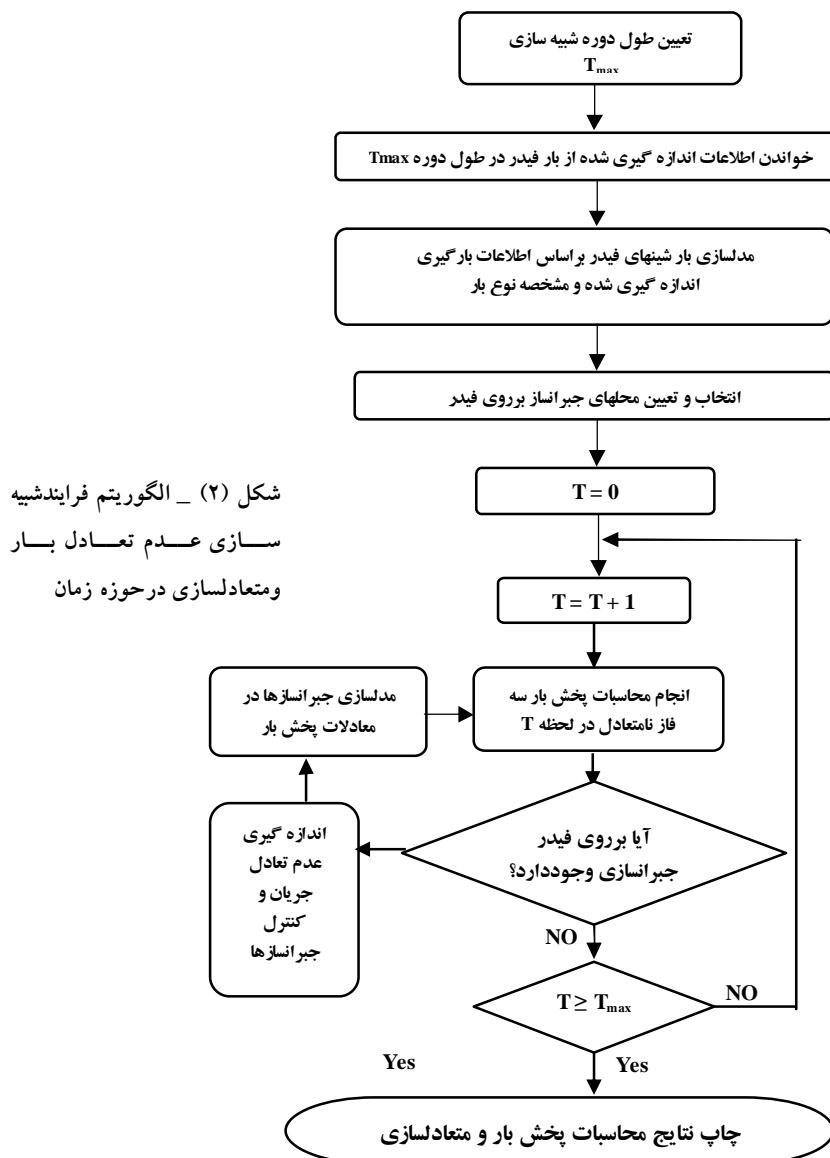 تعیین طول دوره شبیه سازی
Tmax
خواندن اطلاعات اندازه گیری شده از بار فیدر در طول دوره Tmax
مدلسازی بار شینهای فیدر براساس اطلاعات بارگیری
اندازه گیری شده و مشخصه نوع بار
انتخاب و تعیین محلهای جبرانساز برروی فیدر
شکل (۲) _ الگوریتم فرایندشبیه
سازی عدم تعادل بار
ومتعادلسازی درحوزه زمان
T = 0
T = T + 1
انجام محاسبات پخش بار سه
فاز نامتعادل در لحظه T
مدلسازی جبرانسازها در
معادلات پخش بار
آیا برروی فیدر
جبرانسازی وجوددارد؟
اندازه گیری
عدم تعادل
جریان و
کنترل
جبرانسازها
NO
T ≥ Tmax
NO
Yes
Yes
چاپ نتایج محاسبات پخش بار و متعادلسازی